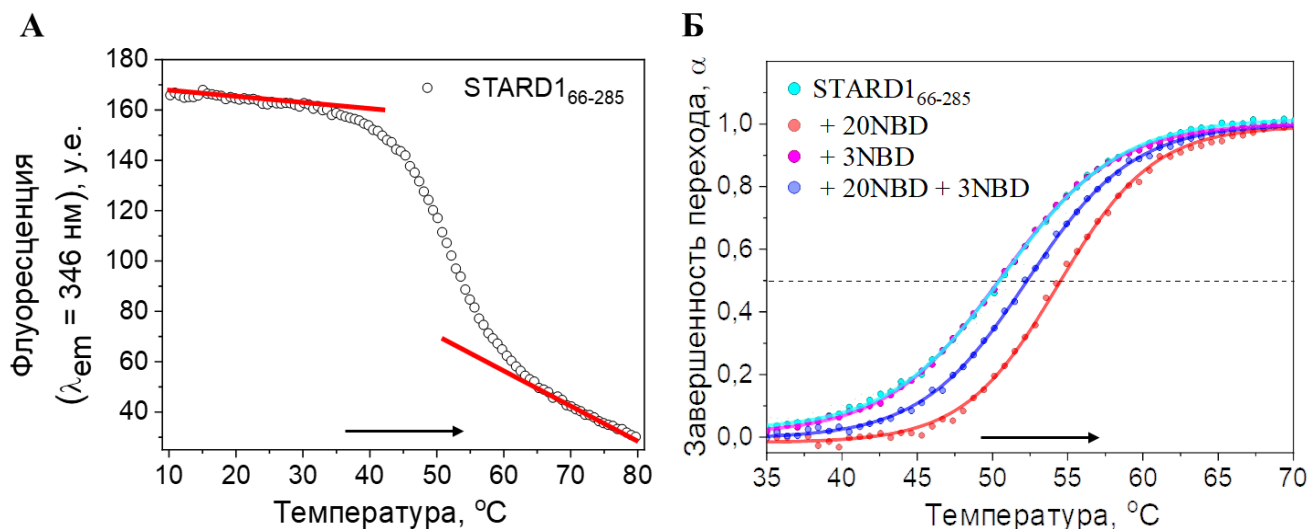 А
Флуоресценция
(λem = 346 нм), у.е.
180
160
140
120
100
80
60
40
STARD166-285
10 20 30 40 50 60 70 80
Температура, °C
Б
Завершенность перехода, α
1,0
0,8
0,6
0,4
0,2
0,0
STARD166-285
+ 20NBD
+ 3NBD
+ 20NBD + 3NBD
35 40 45 50 55 60 65 70
Температура, °C